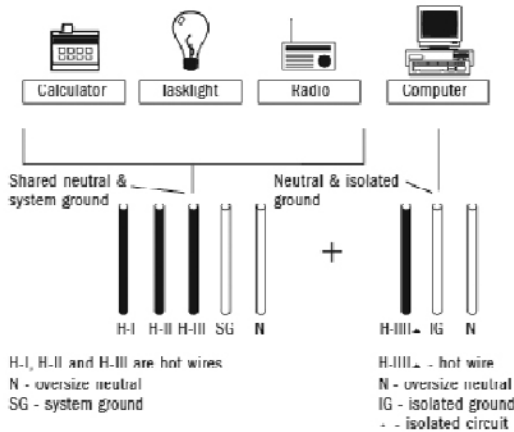 Calculator
Tasklight
Radio
Computer
Shared neutral &
system ground
Neutral & isolated
ground
+
H-I H-II H-III SG N
H-IIII▲ IG N
H-I, H-II and H-III are hot wires
N - oversize neutral
SG - system ground
H-IIII▲ - hot wire
N - oversize neutral
IG - isolated ground
▲ - isolated circuit